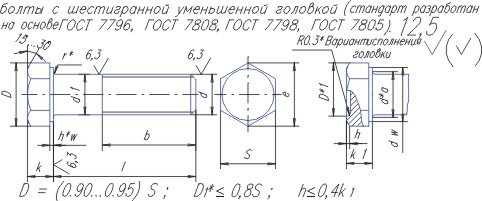 болты с шестигранной уменьшенной головкой (стандарт разработан
на основе ГОСТ 7796, ГОСТ 7808, ГОСТ 7798, ГОСТ 7805).
12,5
R0.3* Вариант исполнения
головки
15...30
r*
6,3
6,3
D
d 1
d
e
D*1
d*a
d w
h*w
b
S
h
k
6,3
l
k 1
D = (0.90...0.95) S ; D1*≤ 0,8S ; h≤0,4k1